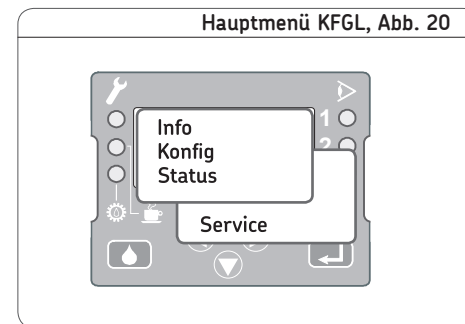 Hauptmenü KFGL, Abb. 20
1
Info
Konfig
2
Status
Service